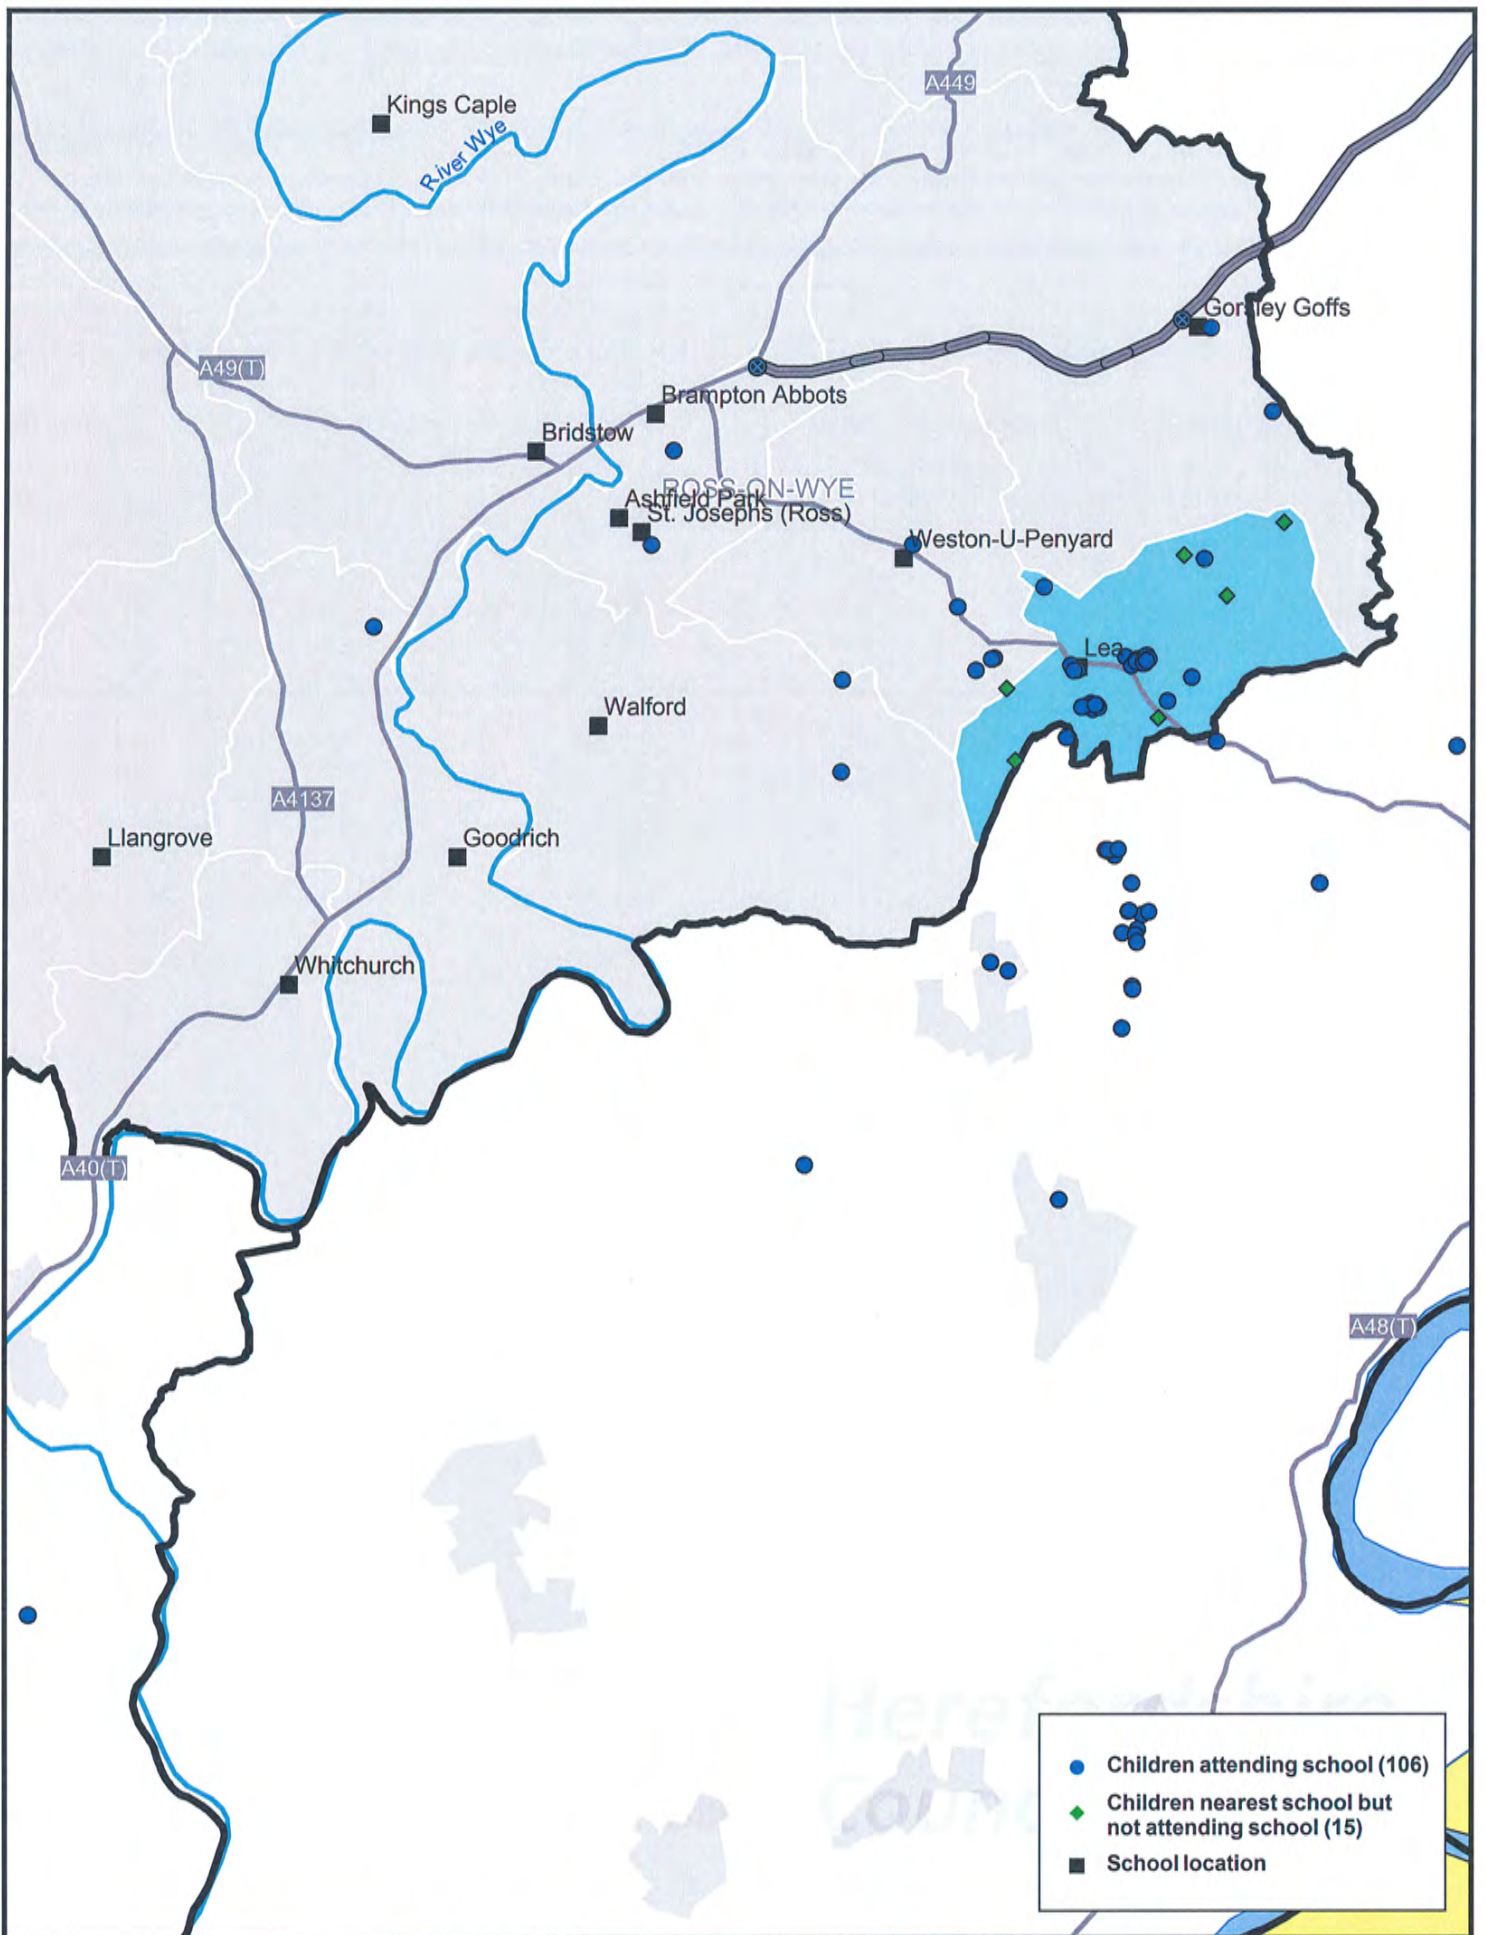 A449
Kings Caple
River Wye
Gorsley Goffs
A49(T)
Brampton Abbots
Bridstow
ROSS-ON-WYE
Ashfield Park
St. Josephs (Ross)
Weston-U-Penyard
Lea
Walford
A4137
Llangrove
Goodrich
Whitchurch
A40(T)
A48(T)
Children attending school (106)
Children nearest school but
not attending school (15)
School location